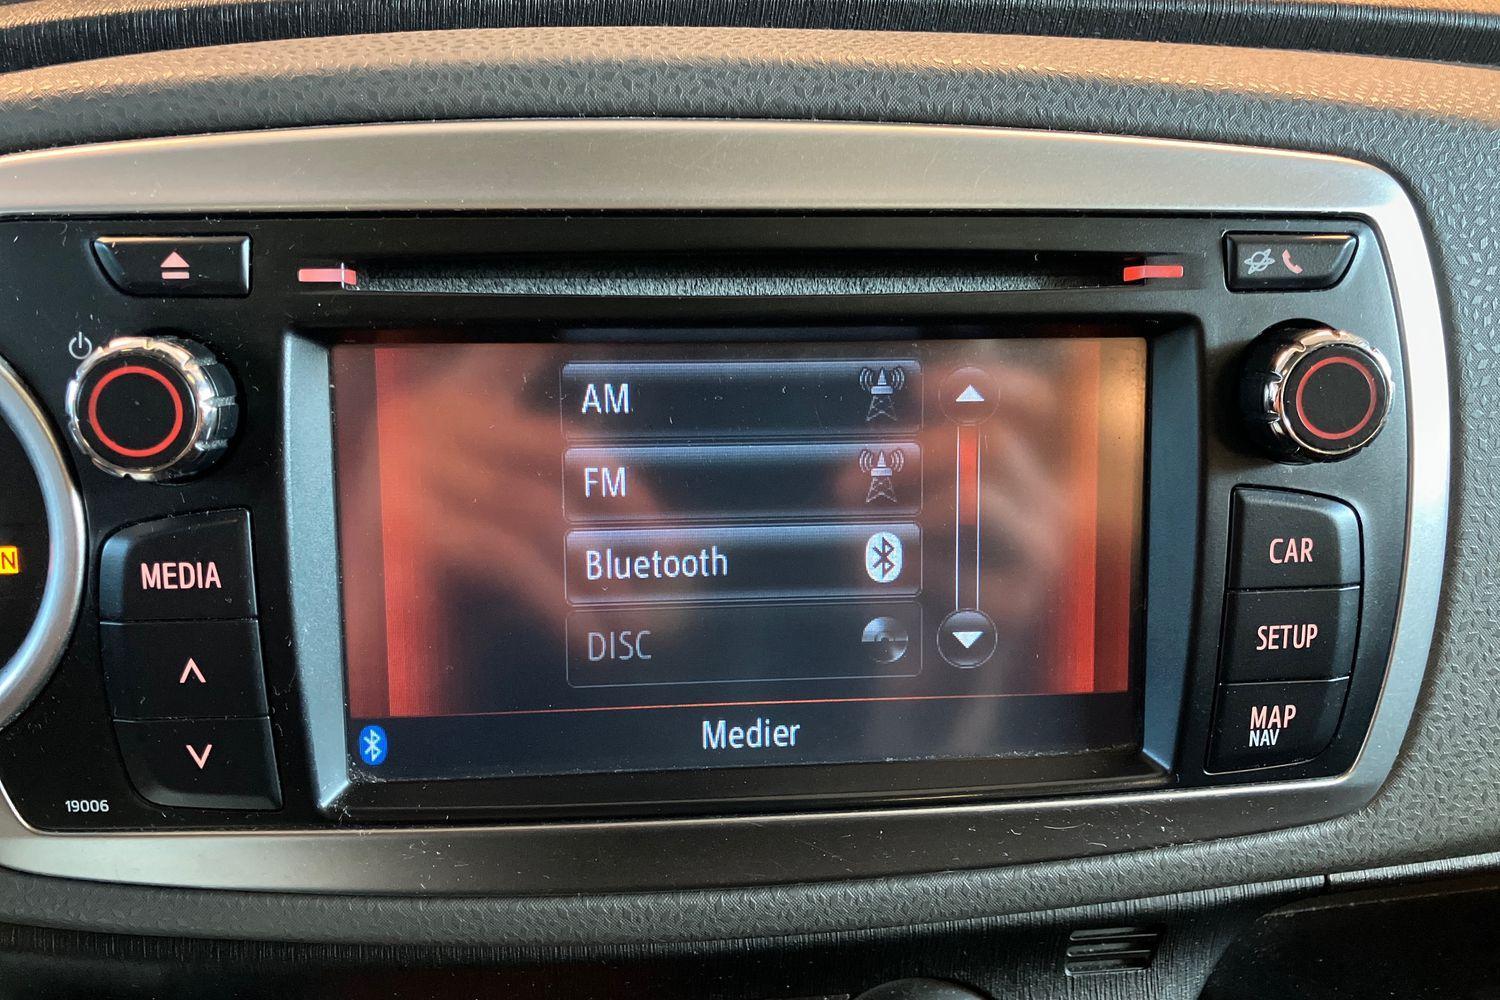 AM
FM
Bluetooth
DISC
Medier
MEDIA
19006
N
CAR
SETUP
MAP
NAV